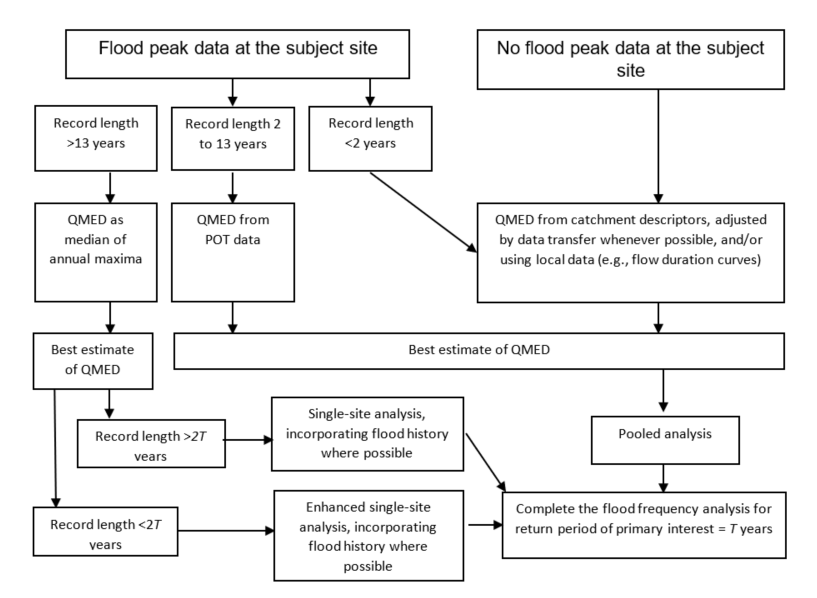 Flood peak data at the subject site
No flood peak data at the subject
site
Record length
>13 years
Record length 2
to 13 years
Record length
<2 years
QMED as
median of
annual maxima
QMED from
POT data
QMED from catchment descriptors, adjusted
by data transfer whenever possible, and/or
using local data (e.g., flow duration curves)
Best estimate
of QMED
Best estimate of QMED
Record length >2T
years
Single-site analysis,
incorporating flood history
where possible
Pooled analysis
Record length <2T
years
Enhanced single-site
analysis, incorporating
flood history where
possible
Complete the flood frequency analysis for
return period of primary interest = T years